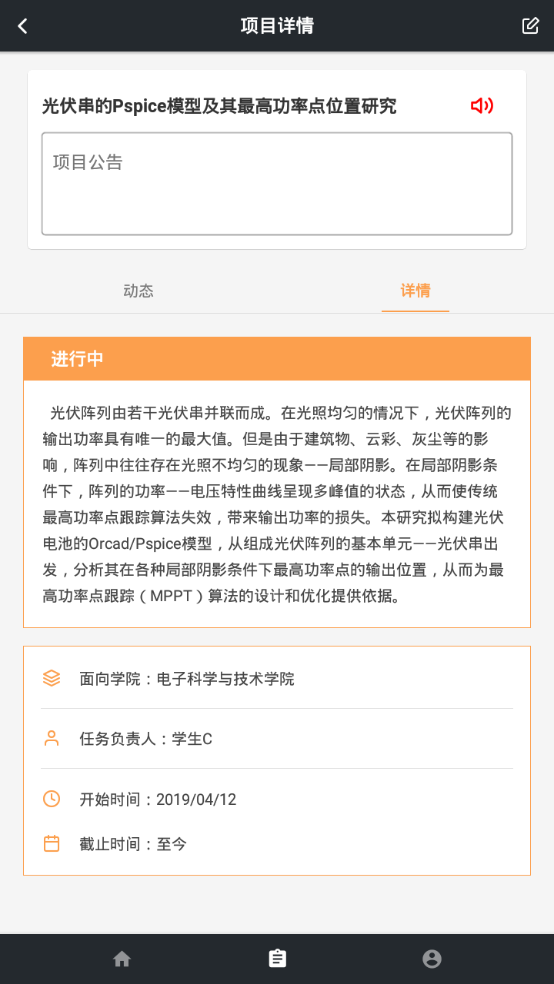 项目详情
光伏串的Pspice模型及其最高功率点位置研究
项目公告
动态
详情
进行中
光伏阵列由若干光伏串并联而成。在光照均匀的情况下，光伏阵列的
输出功率具有唯一的最大值。但是由于建筑物、云彩、灰尘等的影
响，阵列中往往存在光照不均匀的现象——局部阴影。在局部阴影条
件下，阵列的功率——电压特性曲线呈现多峰值的状态，从而使传统
最高功率点跟踪算法失效，带来输出功率的损失。本研究拟构建光伏
电池的Orcad/Pspice模型，从组成光伏阵列的基本单元——光伏串出
发，分析其在各种局部阴影条件下最高功率点的输出位置，从而为最
高功率点跟踪（MPPT）算法的设计和优化提供依据。
面向学院：电子科学与技术学院
任务负责人：学生C
开始时间：2019/04/12
截止时间：至今